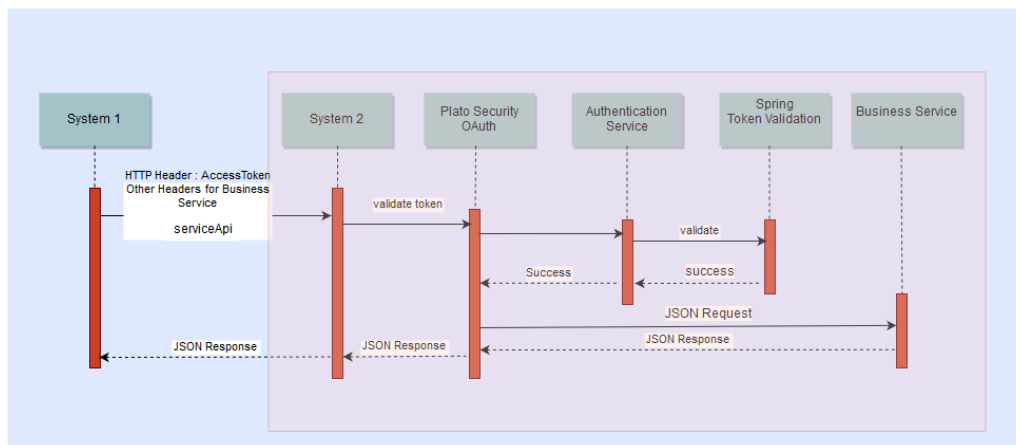 System 1
System 2
Plato Security
OAuth
Authentication
Service
Spring
Token Validation
Business Service
HTTP Header : AccessToken
Other Headers for Business
Service
serviceApi
validate token
validate
Success
success
JSON Request
JSON Response
JSON Response
JSON Response